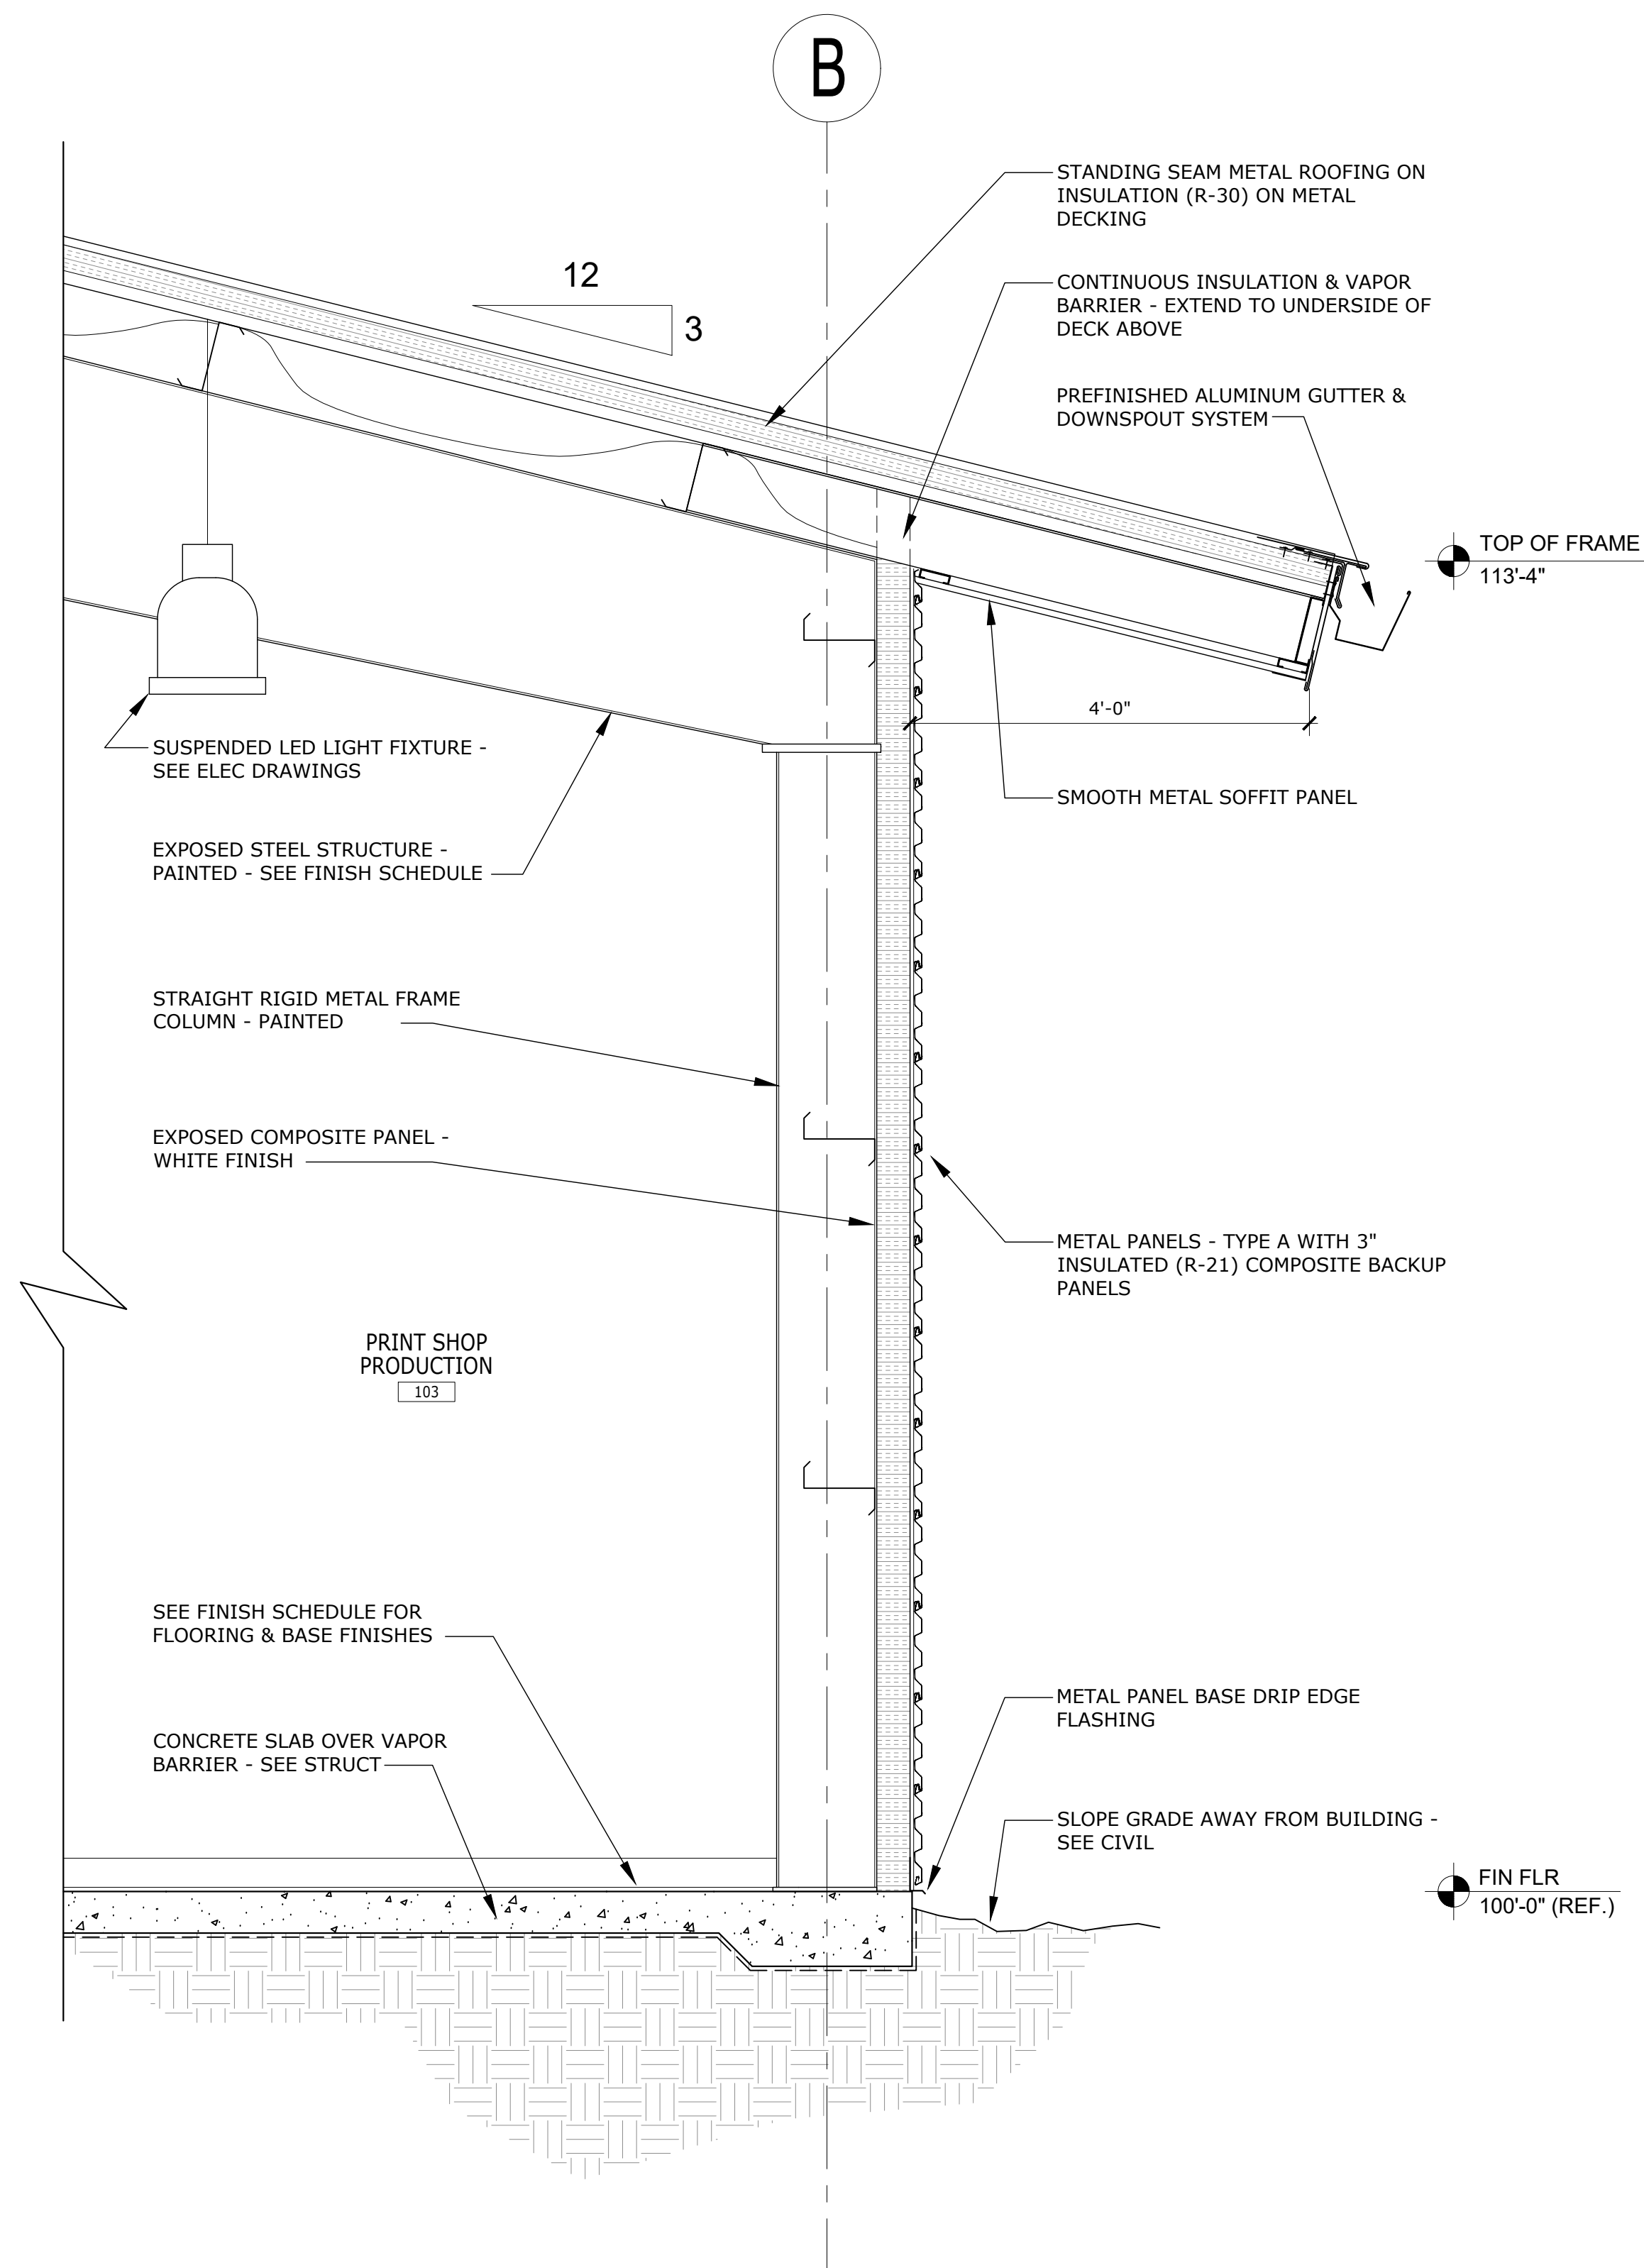 B
STANDING SEAM METAL ROOFING ON
INSULATION (R-30) ON METAL
DECKING
12
3
CONTINUOUS INSULATION & VAPOR
BARRIER - EXTEND TO UNDERSIDE OF
DECK ABOVE
PREFINISHED ALUMINUM GUTTER &
DOWNSPOUT SYSTEM
TOP OF FRAME
113'-4"
4'-0"
SUSPENDED LED LIGHT FIXTURE -
SEE ELEC DRAWINGS
SMOOTH METAL SOFFIT PANEL
EXPOSED STEEL STRUCTURE -
PAINTED - SEE FINISH SCHEDULE
STRAIGHT RIGID METAL FRAME
COLUMN - PAINTED
EXPOSED COMPOSITE PANEL -
WHITE FINISH
METAL PANELS - TYPE A WITH 3"
INSULATED (R-21) COMPOSITE BACKUP
PANELS
PRINT SHOP
PRODUCTION
103
SEE FINISH SCHEDULE FOR
FLOORING & BASE FINISHES
METAL PANEL BASE DRIP EDGE
FLASHING
CONCRETE SLAB OVER VAPOR
BARRIER - SEE STRUCT
SLOPE GRADE AWAY FROM BUILDING -
SEE CIVIL
FIN FLR
100'-0" (REF.)